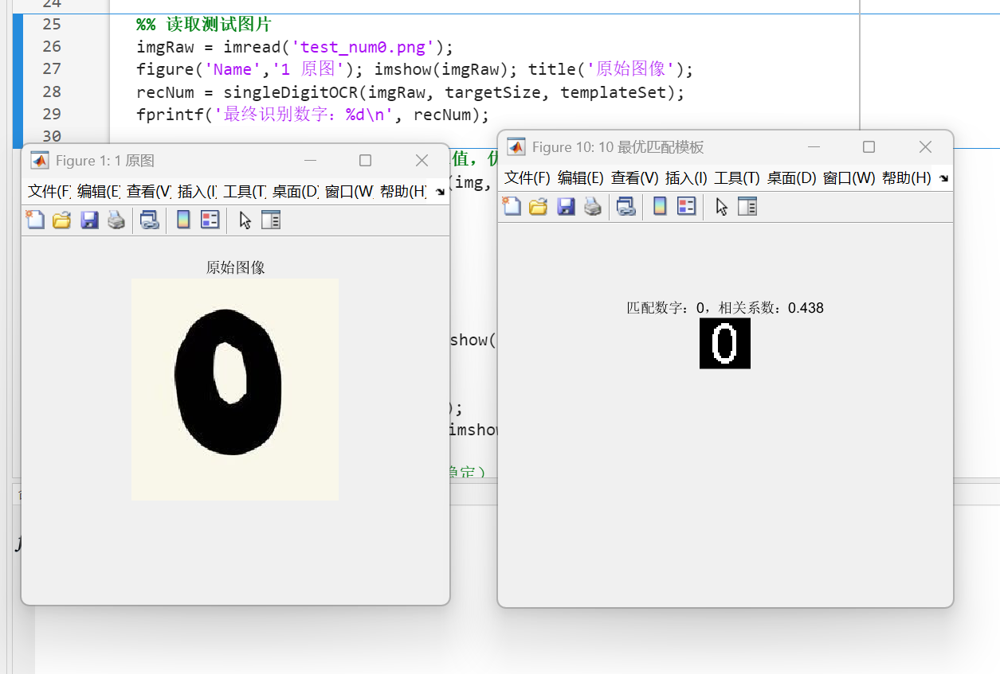 24
25 %% 读取测试图片
26 imgRaw = imread('test_num0.png');
27 figure('Name','1 原图'); imshow(imgRaw); title('原始图像');
28 recNum = singleDigitOCR(imgRaw, targetSize, templateSet);
29 fprintf('最终识别数字：%d\n', recNum);
30
值，
(img,
show(
);
imshow
稳定）
Figure 1: 1 原图
文件(F) 编辑(E 查看(V 插入(I 工具(T 桌面(D 窗口(W 帮助(H
原始图像
0
Figure 10: 10 最优匹配模板
文件(F) 编辑(E) 查看(V) 插入(I) 工具(T) 桌面(D) 窗口(W) 帮助(H)
匹配数字：0，相关系数：0.438
0